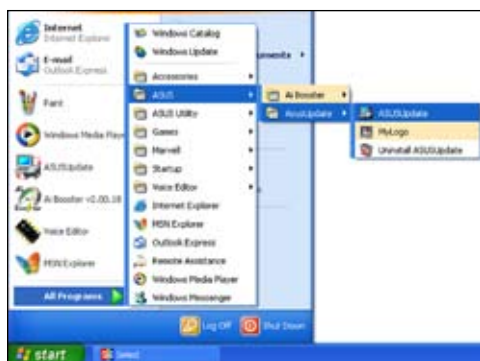 Internet
Internet Explorer
E-mail
Outlook Express
Paint
Windows Media Player
ASUSUpdate
Ai Booster v2.00.18
Voice Editor
MSN Explorer
All Programs
Windows Catalog
Windows Update
Accessories
ASUS
ASUS Utility
Games
Marvell
Startup
Voice Editor
Internet Explorer
MSN Explorer
Outlook Express
Remote Assistance
Windows Media Player
Windows Messenger
Ai Booster
AsusUpdate
ASUSUpdate
MyLogo
Uninstall ASUSUpdate
Log Off
Shut Down
start